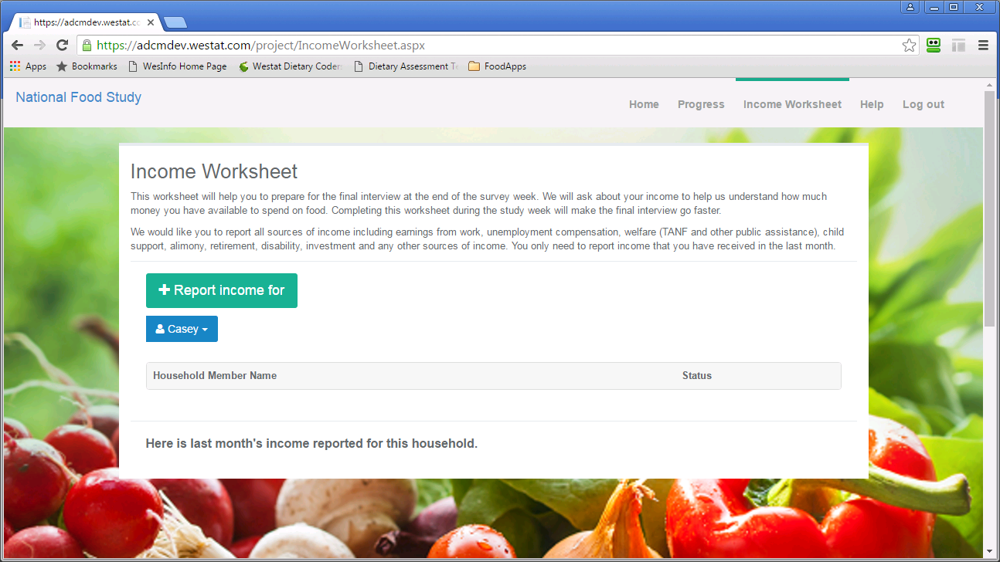 https://adcmdev.westat.cc
https://adcmdev.westat.com/project/IncomeWorksheet.aspx
Apps Bookmarks WesInfo Home Page Westat Dietary Coder Dietary Assessment Te FoodApps
National Food Study
Home Progress Income Worksheet Help Log out
Income Worksheet
This worksheet will help you to prepare for the final interview at the end of the survey week. We will ask about your income to help us understand how much
money you have available to spend on food. Completing this worksheet during the study week will make the final interview go faster.
We would like you to report all sources of income including earnings from work, unemployment compensation, welfare (TANF and other public assistance), child
support, alimony, retirement, disability, investment and any other sources of income. You only need to report income that you have received in the last month.
Report income for
Casey
Household Member Name Status
Here is last month's income reported for this household.